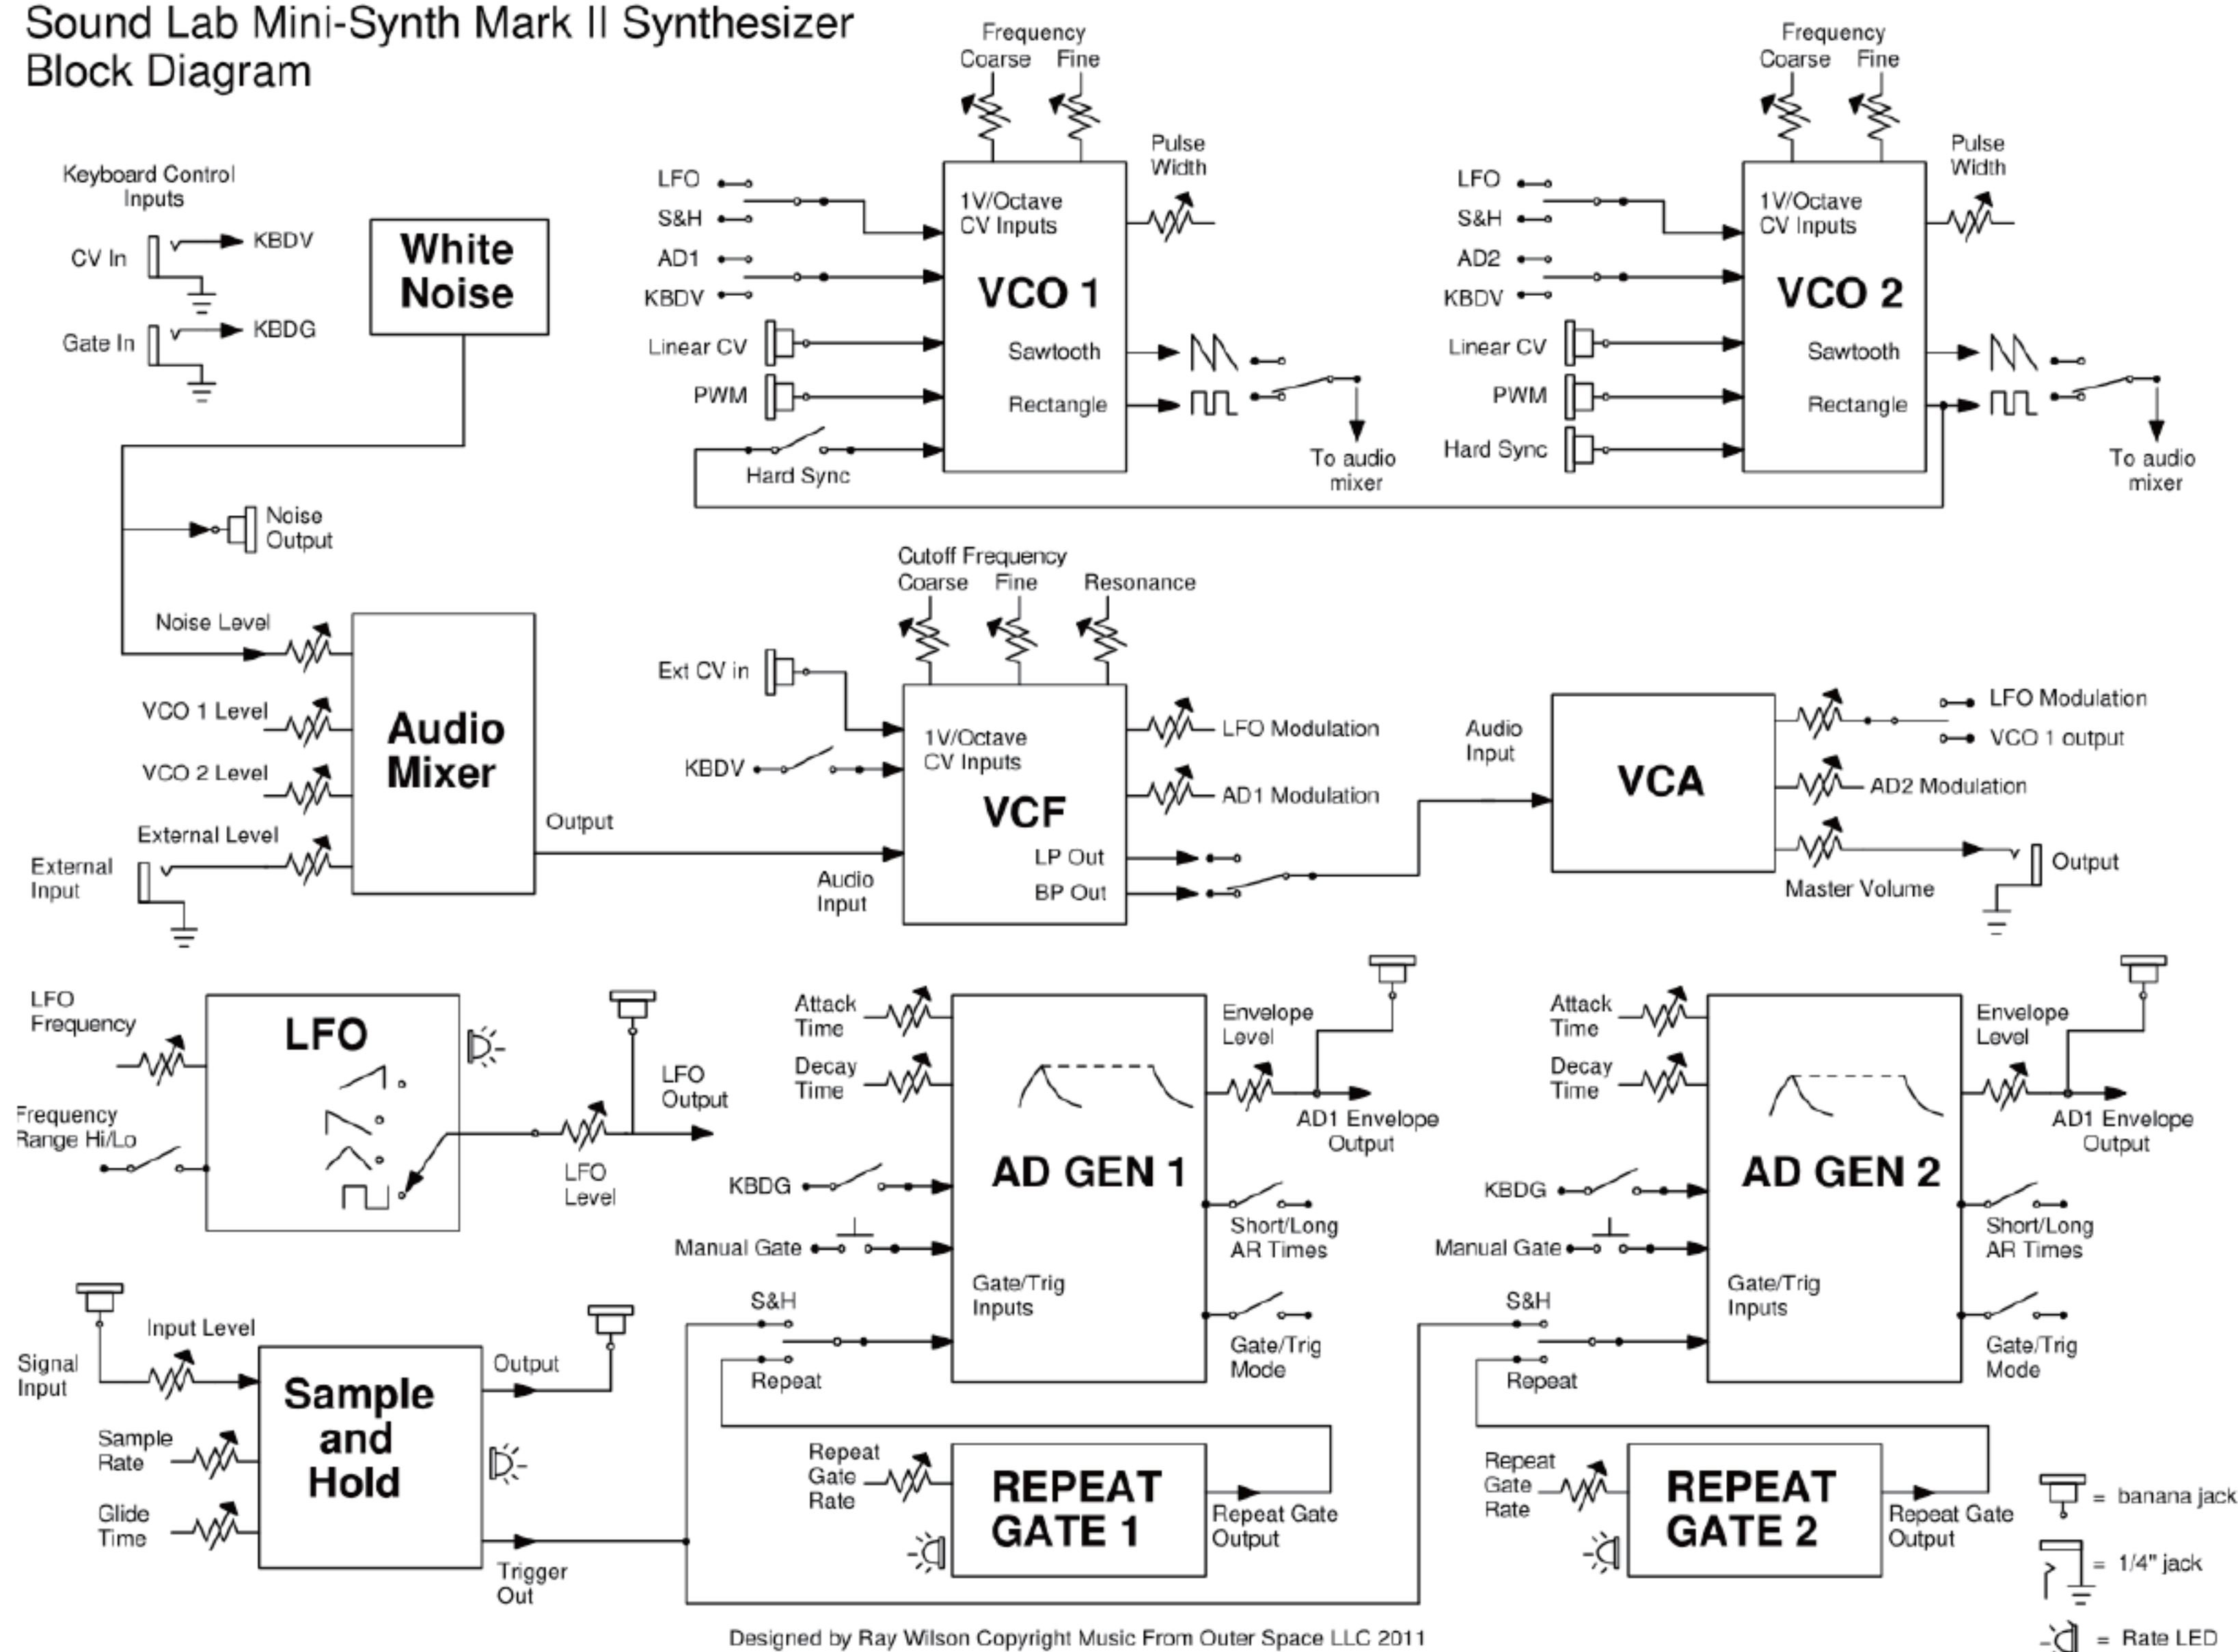 Sound Lab Mini-Synth Mark II Synthesizer
Block Diagram
Keyboard Control
Inputs
CV In
KBDV
Gate In
KBDG
White
Noise
Noise
Output
Frequency
Coarse Fine
Pulse
Width
LFO
S&H
AD1
KBDV
Linear CV
PWM
Hard Sync
1V/Octave
CV Inputs
VCO 1
Sawtooth
Rectangle
To audio
mixer
Frequency
Coarse Fine
Pulse
Width
LFO
S&H
AD2
KBDV
Linear CV
PWM
Hard Sync
1V/Octave
CV Inputs
VCO 2
Sawtooth
Rectangle
To audio
mixer
Noise Level
VCO 1 Level
VCO 2 Level
External Level
External
Input
Audio
Mixer
Output
Cutoff Frequency
Coarse Fine Resonance
Ext CV in
KBDV
Audio
Input
1V/Octave
CV Inputs
VCF
LP Out
BP Out
LFO Modulation
AD1 Modulation
Audio
Input
VCA
LFO Modulation
VCO 1 output
AD2 Modulation
Master Volume
Output
LFO
Frequency
Frequency
Range Hi/Lo
LFO
LFO
Output
LFO
Level
Attack
Time
Decay
Time
KBDG
Manual Gate
S&H
Repeat
AD GEN 1
Gate/Trig
Inputs
Envelope
Level
AD1 Envelope
Output
Short/Long
AR Times
Gate/Trig
Mode
Attack
Time
Decay
Time
KBDG
Manual Gate
S&H
Repeat
AD GEN 2
Gate/Trig
Inputs
Envelope
Level
AD1 Envelope
Output
Short/Long
AR Times
Gate/Trig
Mode
Signal
Input
Input Level
Sample
Rate
Glide
Time
Sample
and
Hold
Output
Trigger
Out
Repeat
Gate
Rate
REPEAT
GATE 1
Repeat Gate
Output
Repeat
Gate
Rate
REPEAT
GATE 2
Repeat Gate
Output
= banana jack
= 1/4" jack
= Rate LED
Designed by Ray Wilson Copyright Music From Outer Space LLC 2011